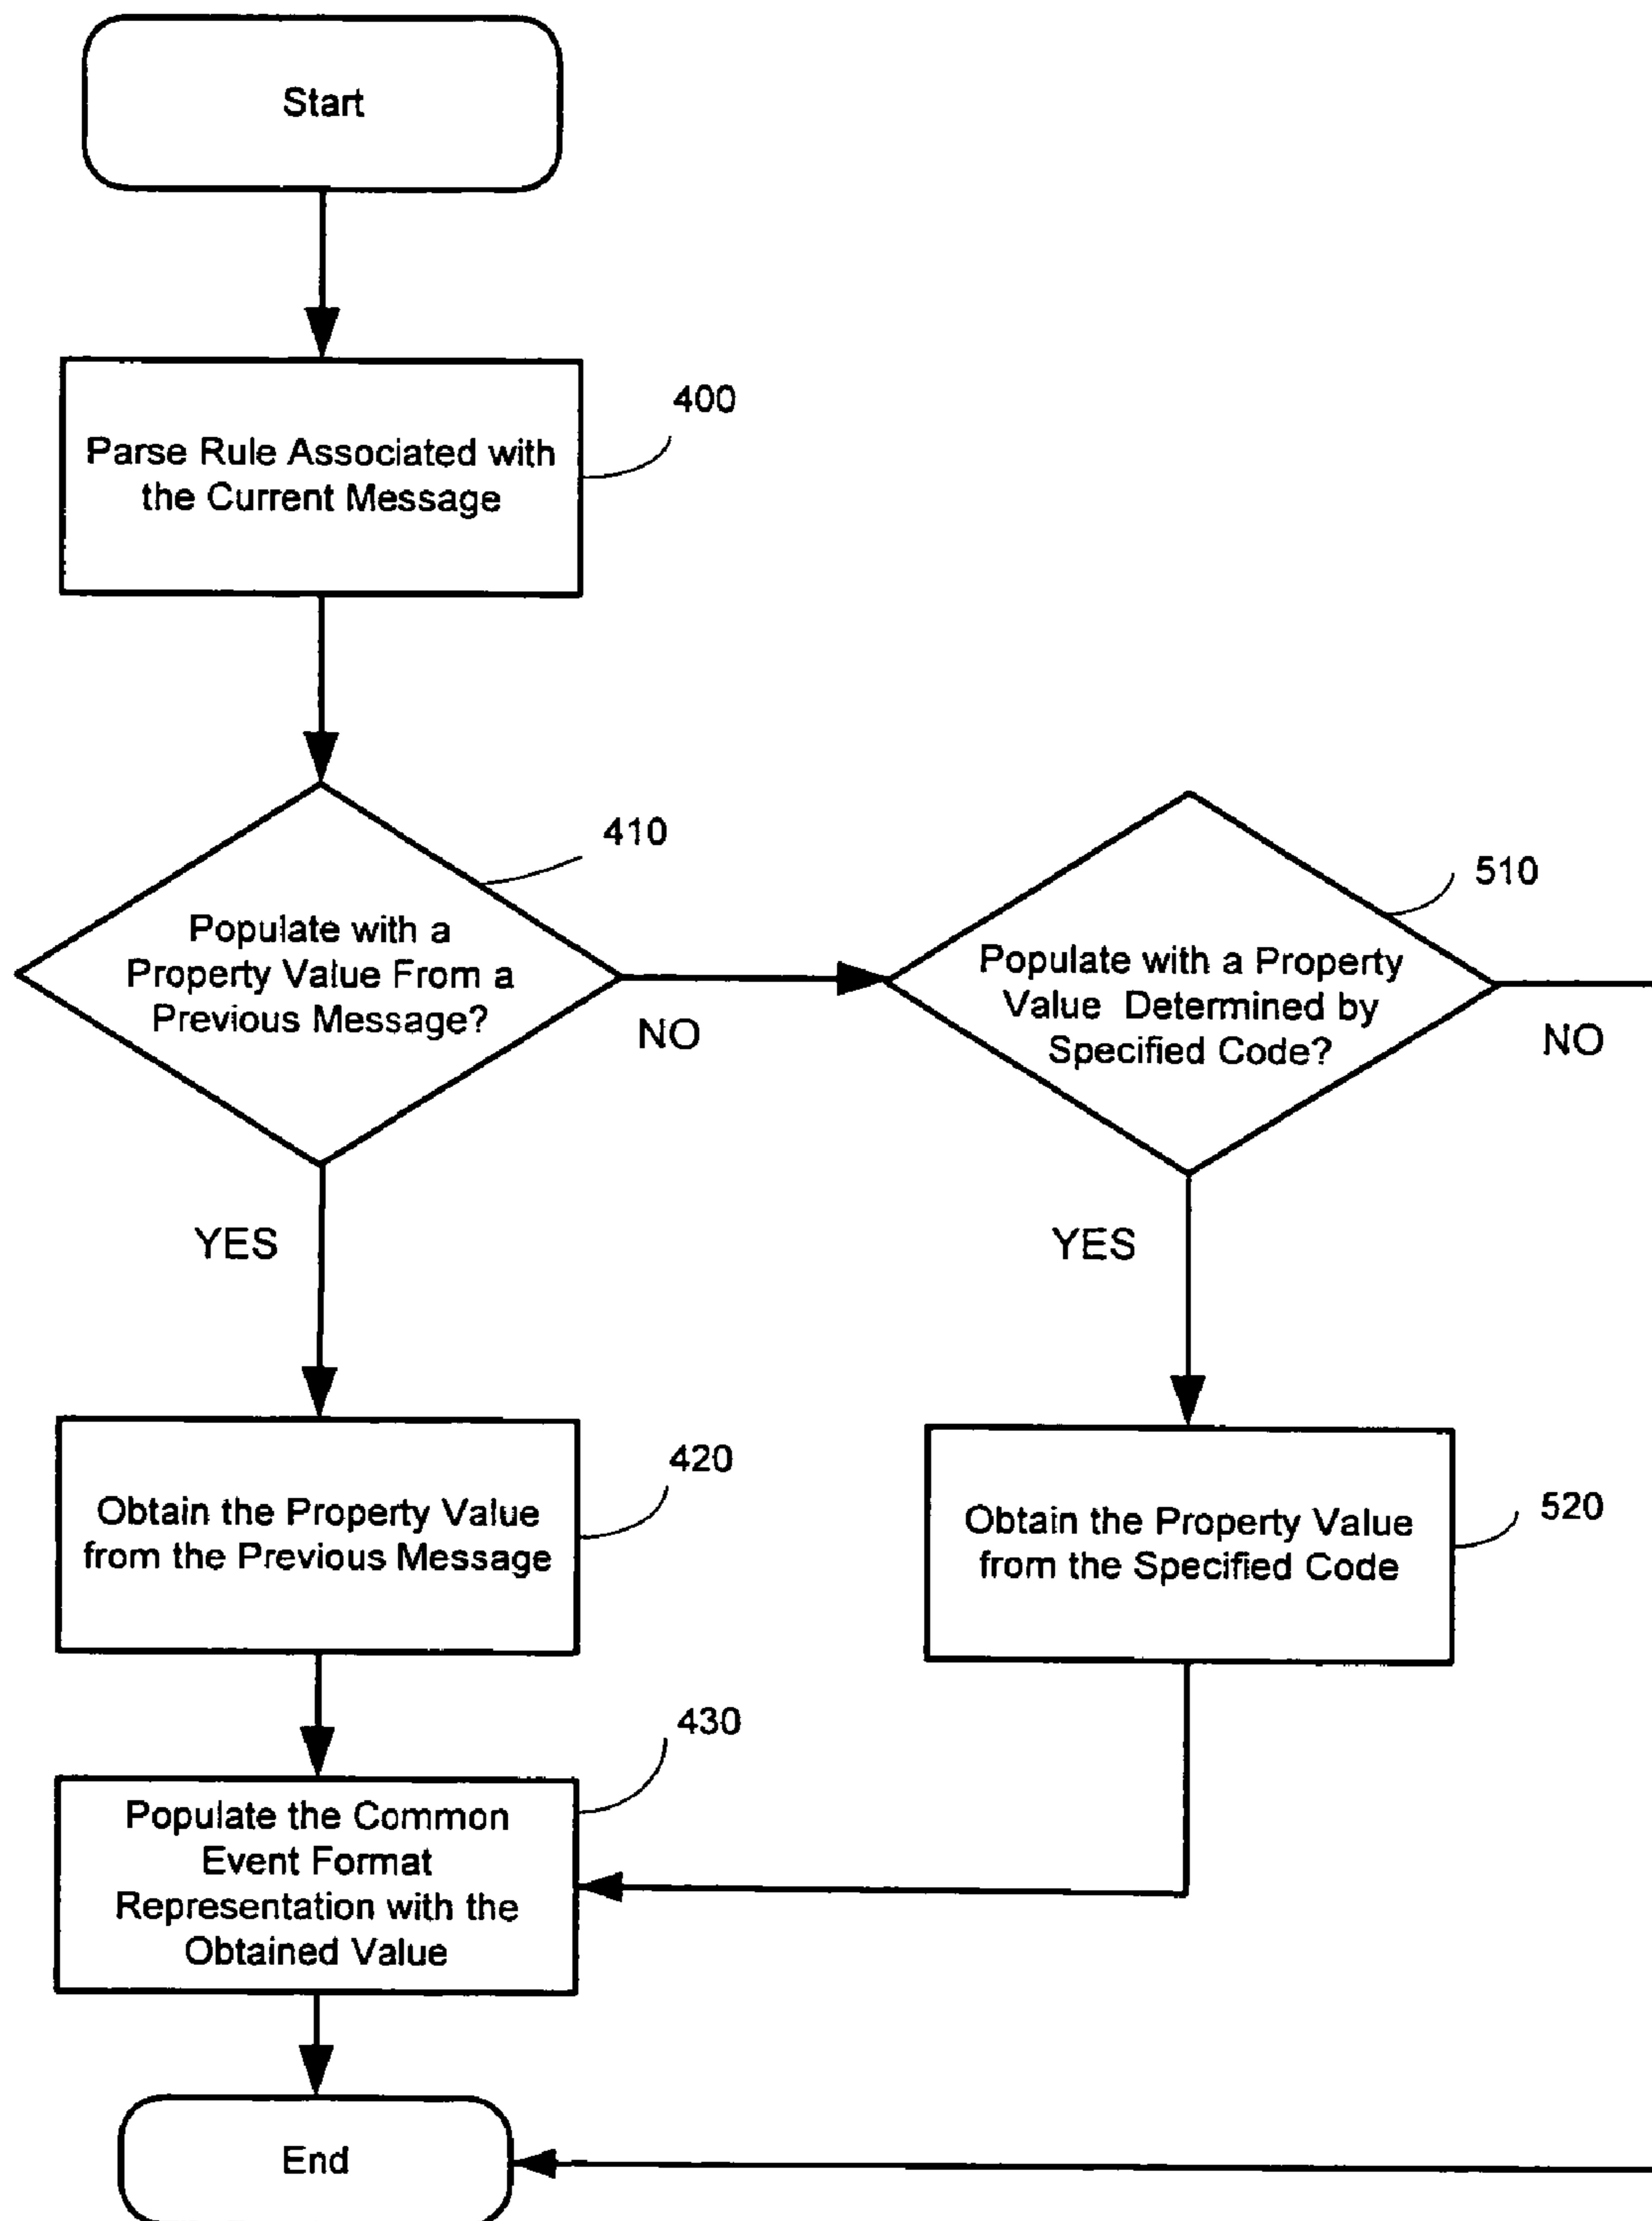 Start
400
Parse Rule Associated with
the Current Message
410
Populate with a
Property Value From a
Previous Message?
NO
YES
510
Populate with a Property
Value Determined by
Specified Code?
NO
YES
420
Obtain the Property Value
from the Previous Message
520
Obtain the Property Value
from the Specified Code
430
Populate the Common
Event Format
Representation with the
Obtained Value
End